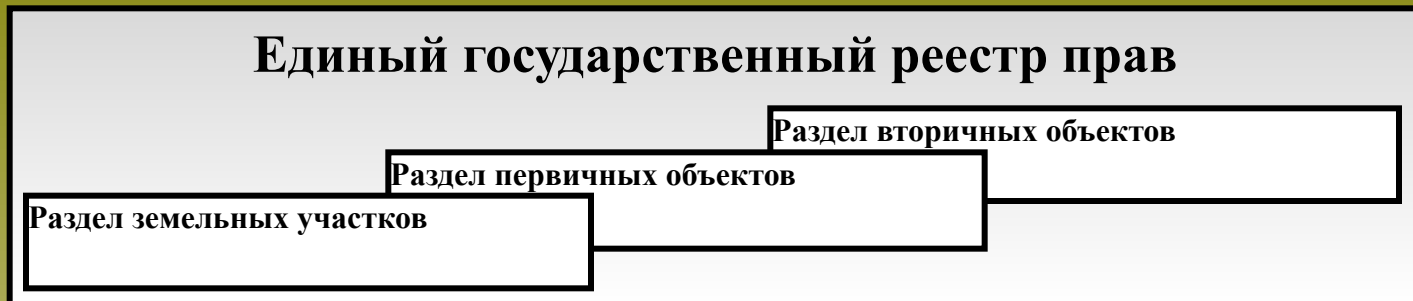 Единый государственный реестр прав
Раздел вторичных объектов
Раздел первичных объектов
Раздел земельных участков